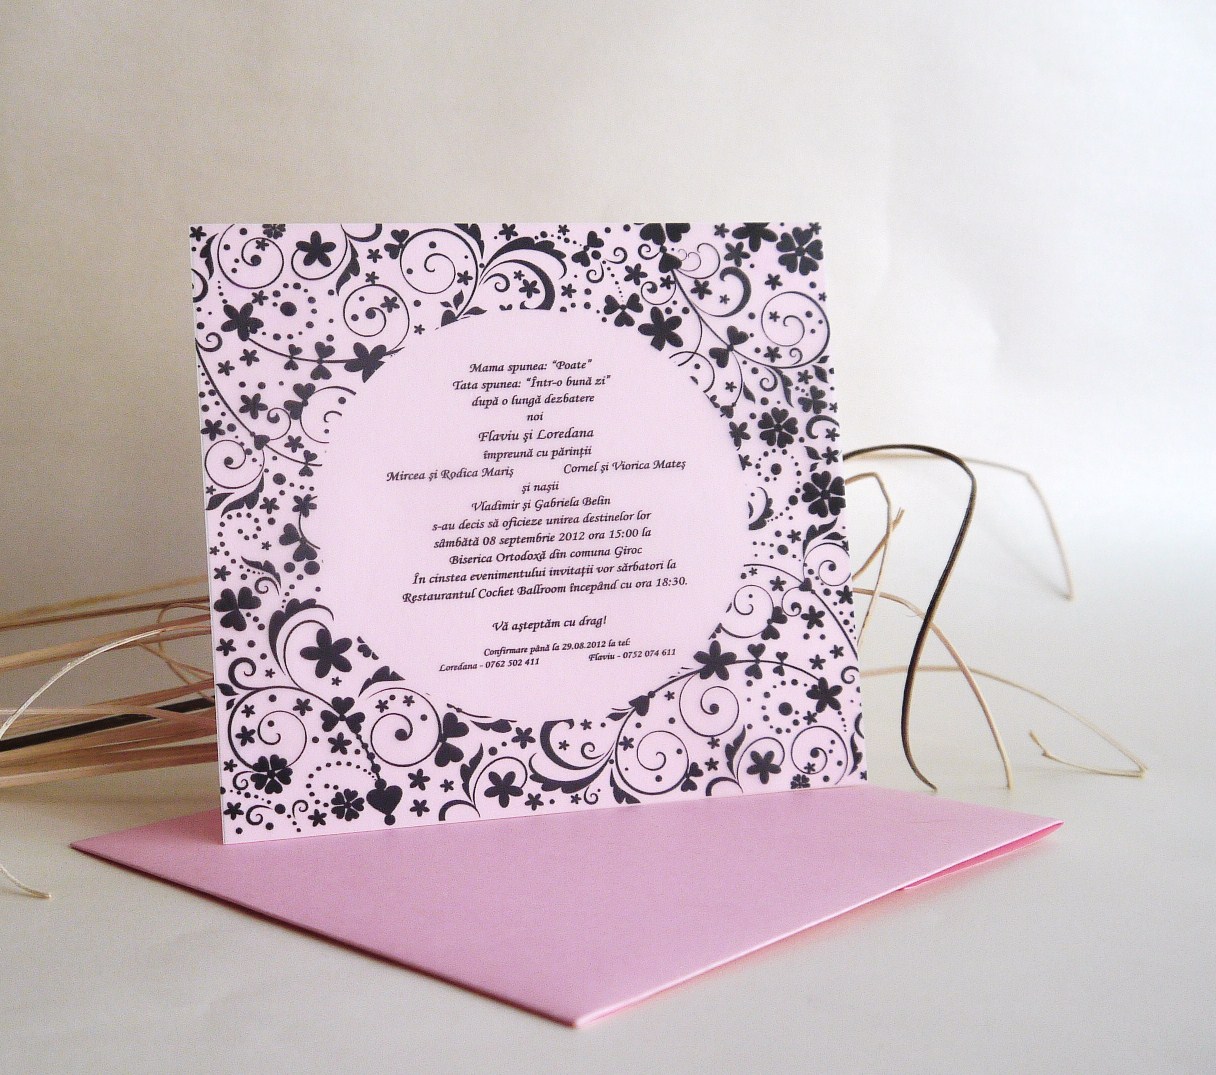 Mama spunea: “Poate”
Tata spunea: “Într-o bună zi”
după o lungă dezbatere
noi
Flaviu şi Loredana
împreună cu părinţii
Mircea şi Rodica Mariş Cornel şi Viorica Mateş
şi naşii
Vladimir şi Gabriela Belin
s-au decis să oficieze unirea destinelor lor
sâmbătă 08 septembrie 2012 ora 15:00 la
Biserica Ortodoxă din comuna Giroc
În cinstea evenimentului invitaţii vor sărbatori la
Restaurantul Cochet Ballroom începând cu ora 18:30.
Vă aşteptăm cu drag!
Confirmare până la 29.08.2012 la tel:
Loredana - 0762 502 411 Flaviu - 0752 074 611